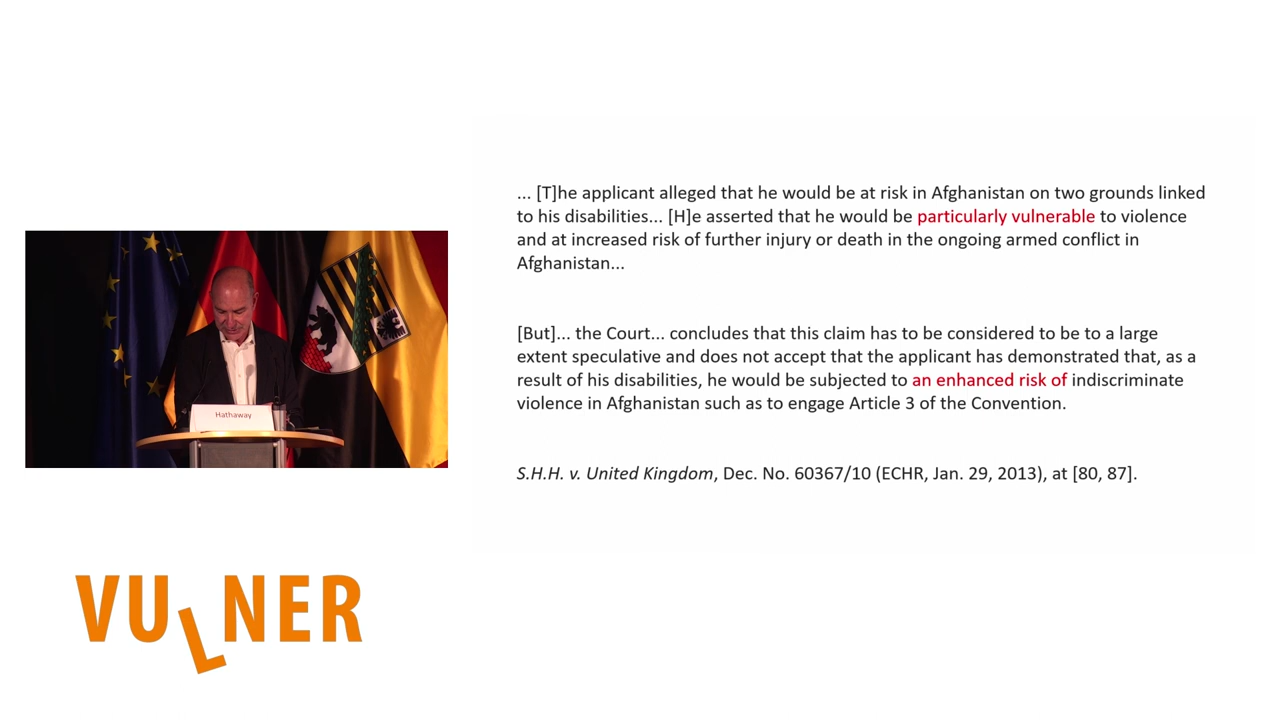 ... [T]he applicant alleged that he would be at risk in Afghanistan on two grounds linked
to his disabilities... [H]e asserted that he would be particularly vulnerable to violence
and at increased risk of further injury or death in the ongoing armed conflict in
Afghanistan...
[But]... the Court... concludes that this claim has to be considered to be to a large
extent speculative and does not accept that the applicant has demonstrated that, as a
result of his disabilities, he would be subjected to an enhanced risk of indiscriminate
violence in Afghanistan such as to engage Article 3 of the Convention.
S.H.H. v. United Kingdom, Dec. No. 60367/10 (ECHR, Jan. 29, 2013), at [80, 87].
Hathaway
VULNER